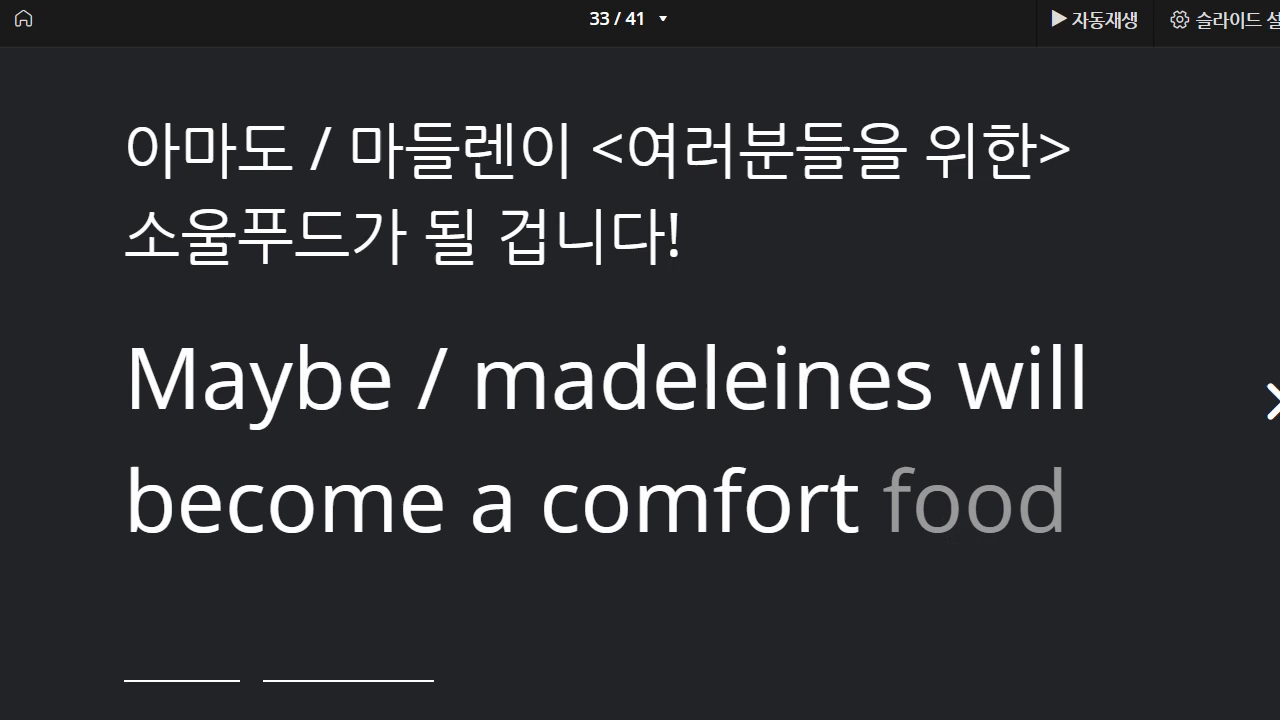 33 / 41
자동재생
슬라이드
아마도 / 마들렌이 <여러분들을 위한>
소울푸드가 될 겁니다!
Maybe / madeleines will
become a comfort food